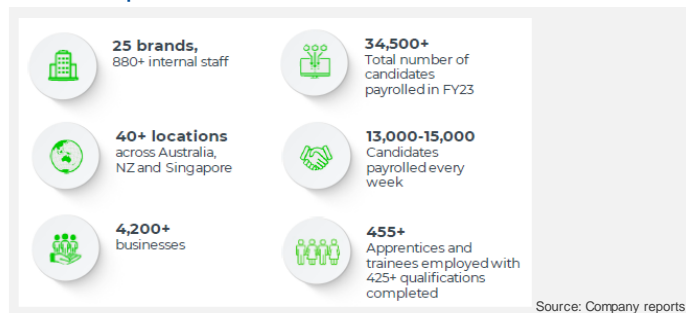 25 brands,
880+ internal staff
34,500+
Total number of
candidates
payrolled in FY23
40+ locations
across Australia,
NZ and Singapore
13,000-15,000
Candidates
payrolled every
week
4,200+
businesses
455+
Apprentices and
trainees employed with
425+ qualifications
completed
Source: Company reports